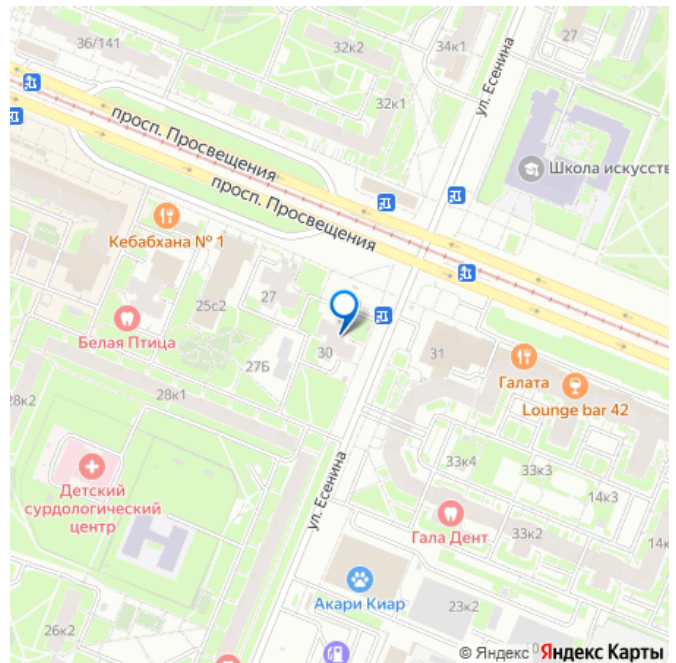 36/141
32к2
34к1
27
32к1
ул. Есенина
просп. Просвещения
Школа искусств
просп. Просвещения
Кебабхана № 1
25с2
27
Белая Птица
30
31
Галата
27Б
28к2
28к1
Lounge bar 42
33к4
33к3
Детский
сурдологический
центр
14к3
ул. Есенина
Гала Дент
33к2
14к
Акари Киар
23к2
26к2
© Яндекс
Яндекс Карты